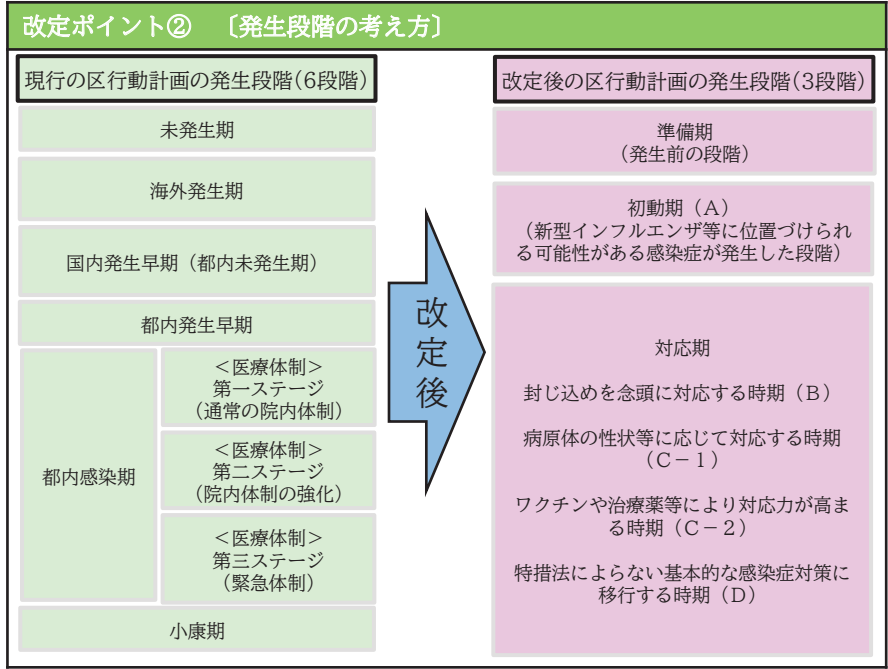 改定ポイント② 〔発生段階の考え方〕
現行の区行動計画の発生段階(6段階)
未発生期
海外発生期
国内発生早期（都内未発生期）
都内発生早期
都内感染期
＜医療体制＞
第一ステージ
（通常の院内体制）
＜医療体制＞
第二ステージ
（院内体制の強化）
＜医療体制＞
第三ステージ
（緊急体制）
小康期
改定後
改定後の区行動計画の発生段階(3段階)
準備期
（発生前の段階）
初動期（A）
（新型インフルエンザ等に位置づけられ
る可能性がある感染症が発生した段階）
対応期
封じ込めを念頭に対応する時期（B）
病原体の性状等に応じて対応する時期
（C－1）
ワクチンや治療薬等により対応力が高ま
る時期（C－2）
特措法によらない基本的な感染症対策に
移行する時期（D）